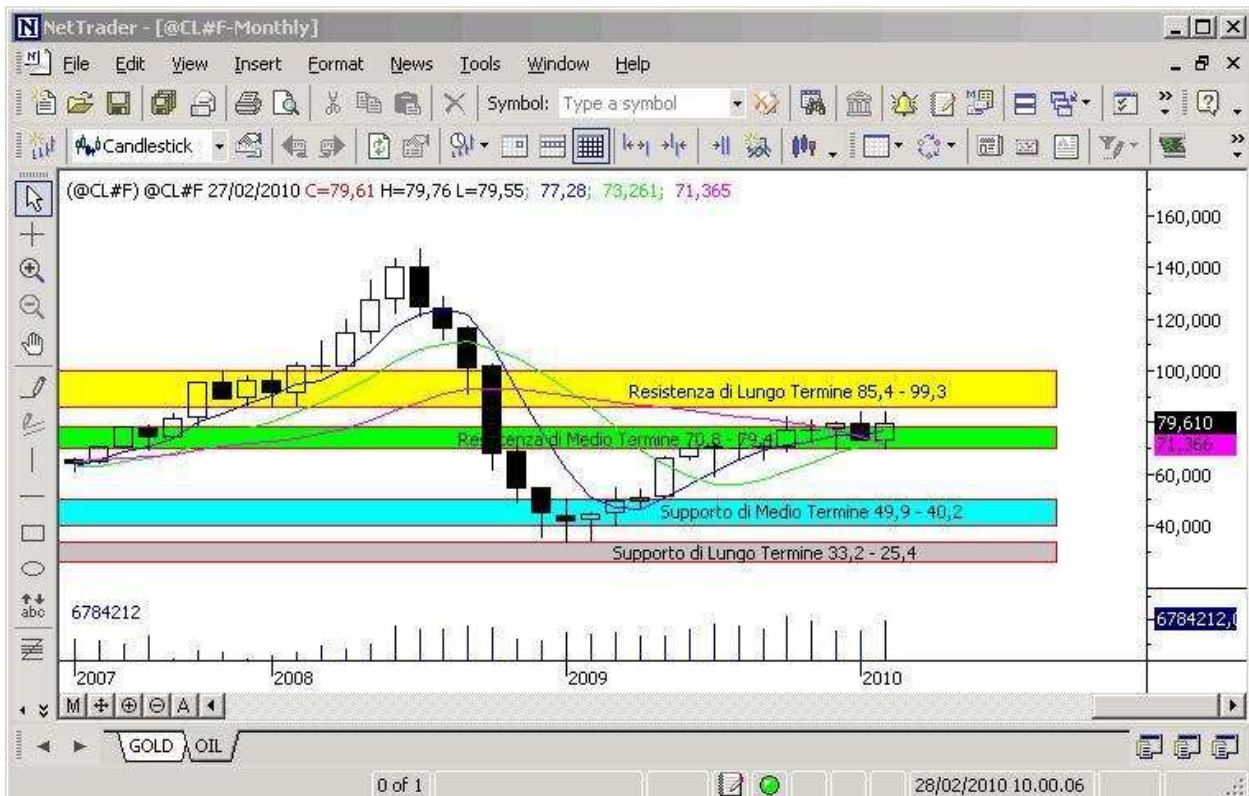 NetTrader - [@CL#F-Monthly]
File Edit View Insert Format News Tools Window Help
Symbol: Type a symbol
Candlestick
(@CL#F) @CL#F 27/02/2010 C=79,61 H=79,76 L=79,55; 77,28; 73,261; 71,365
160,000
140,000
120,000
100,000
Resistenza di Lungo Termine 85,4 - 99,3
79,610
Resistenza di Medio Termine 70,8 - 79,4
71,366
60,000
Supporto di Medio Termine 49,9 - 40,2
40,000
Supporto di Lungo Termine 33,2 - 25,4
abc
6784212
6784212,0
2007 2008 2009 2010
M A
GOLD OIL
0 of 1 28/02/2010 10.00.06